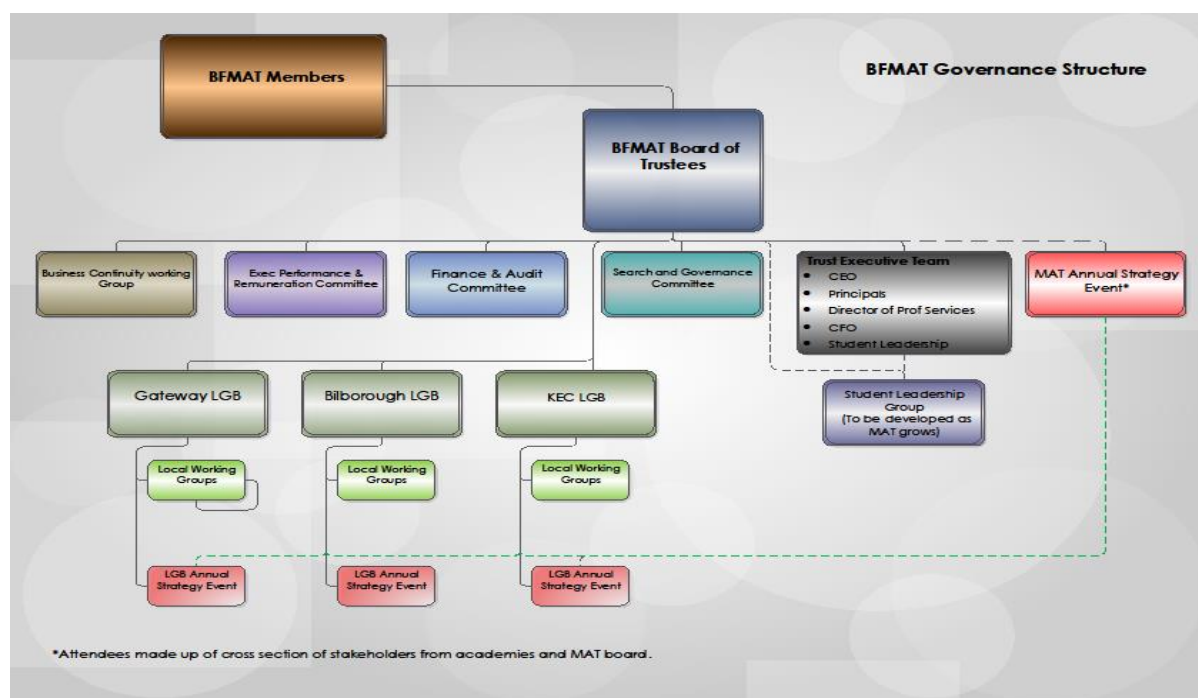 BFMAT Members
BFMAT Governance Structure
BFMAT Board of
Trustees
Business Continuity working
Group
Exec Performance &
Remuneration Committee
Finance & Audit
Committee
Search and Governance
Committee
Trust Executive Team
• CEO
• Principals
• Director of Prof Services
• CFO
• Student Leadership
MAT Annual Strategy
Event*
Gateway LGB
Bilborough LGB
KEC LGB
Student Leadership
Group
(To be developed as
MAT grows)
Local Working
Groups
Local Working
Groups
Local Working
Groups
LGB Annual
Strategy Event
LGB Annual
Strategy Event
LGB Annual
Strategy Event
*Attendees made up of cross section of stakeholders from academies and MAT board.